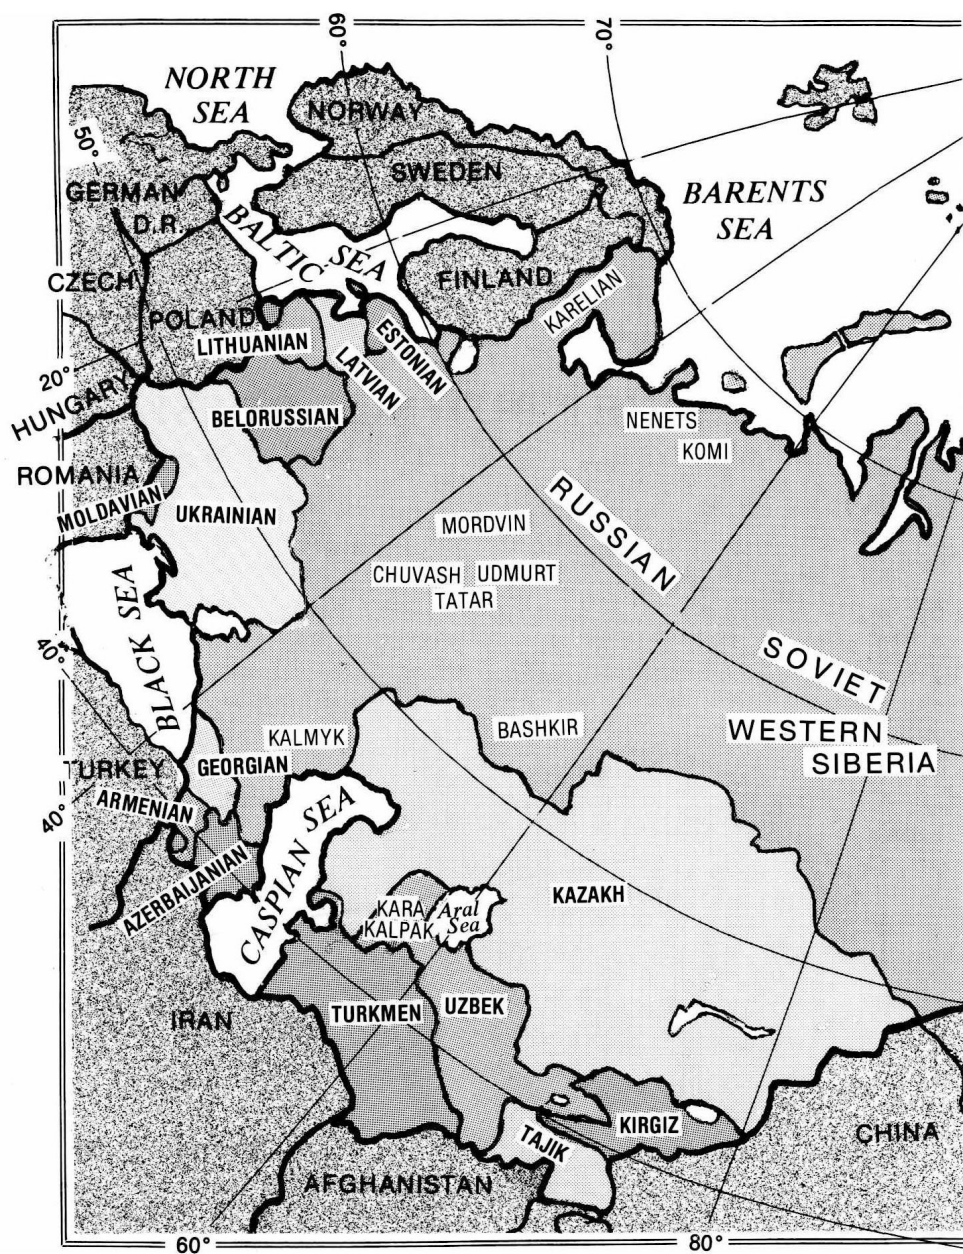 60°
70°
NORTH
SEA
NORWAY
50°
SWEDEN
BARENTS
SEA
GERMAN
D.R.
BALTIC
SEA
FINLAND
CZECH
KARELIAN
POLAND
LITHUANIAN
LATVIAN
ESTONIAN
20°
HUNGARY
BELORUSSIAN
NENETS
KOMI
ROMANIA
MOLDAVIAN
UKRAINIAN
RUSSIAN
MORDVIN
CHUVASH
UDMURT
TATAR
BLACK SEA
40°
SOVIET
WESTERN
SIBERIA
KALMYK
BASHKIR
TURKEY
GEORGIAN
ARMENIAN
40°
CASPIAN SEA
AZERBAIJANIAN
KARA
KALPAK
Aral
Sea
KAZAKH
IRAN
TURKMEN
UZBEK
TAJIK
KIRGIZ
CHINA
AFGHANISTAN
60°
80°